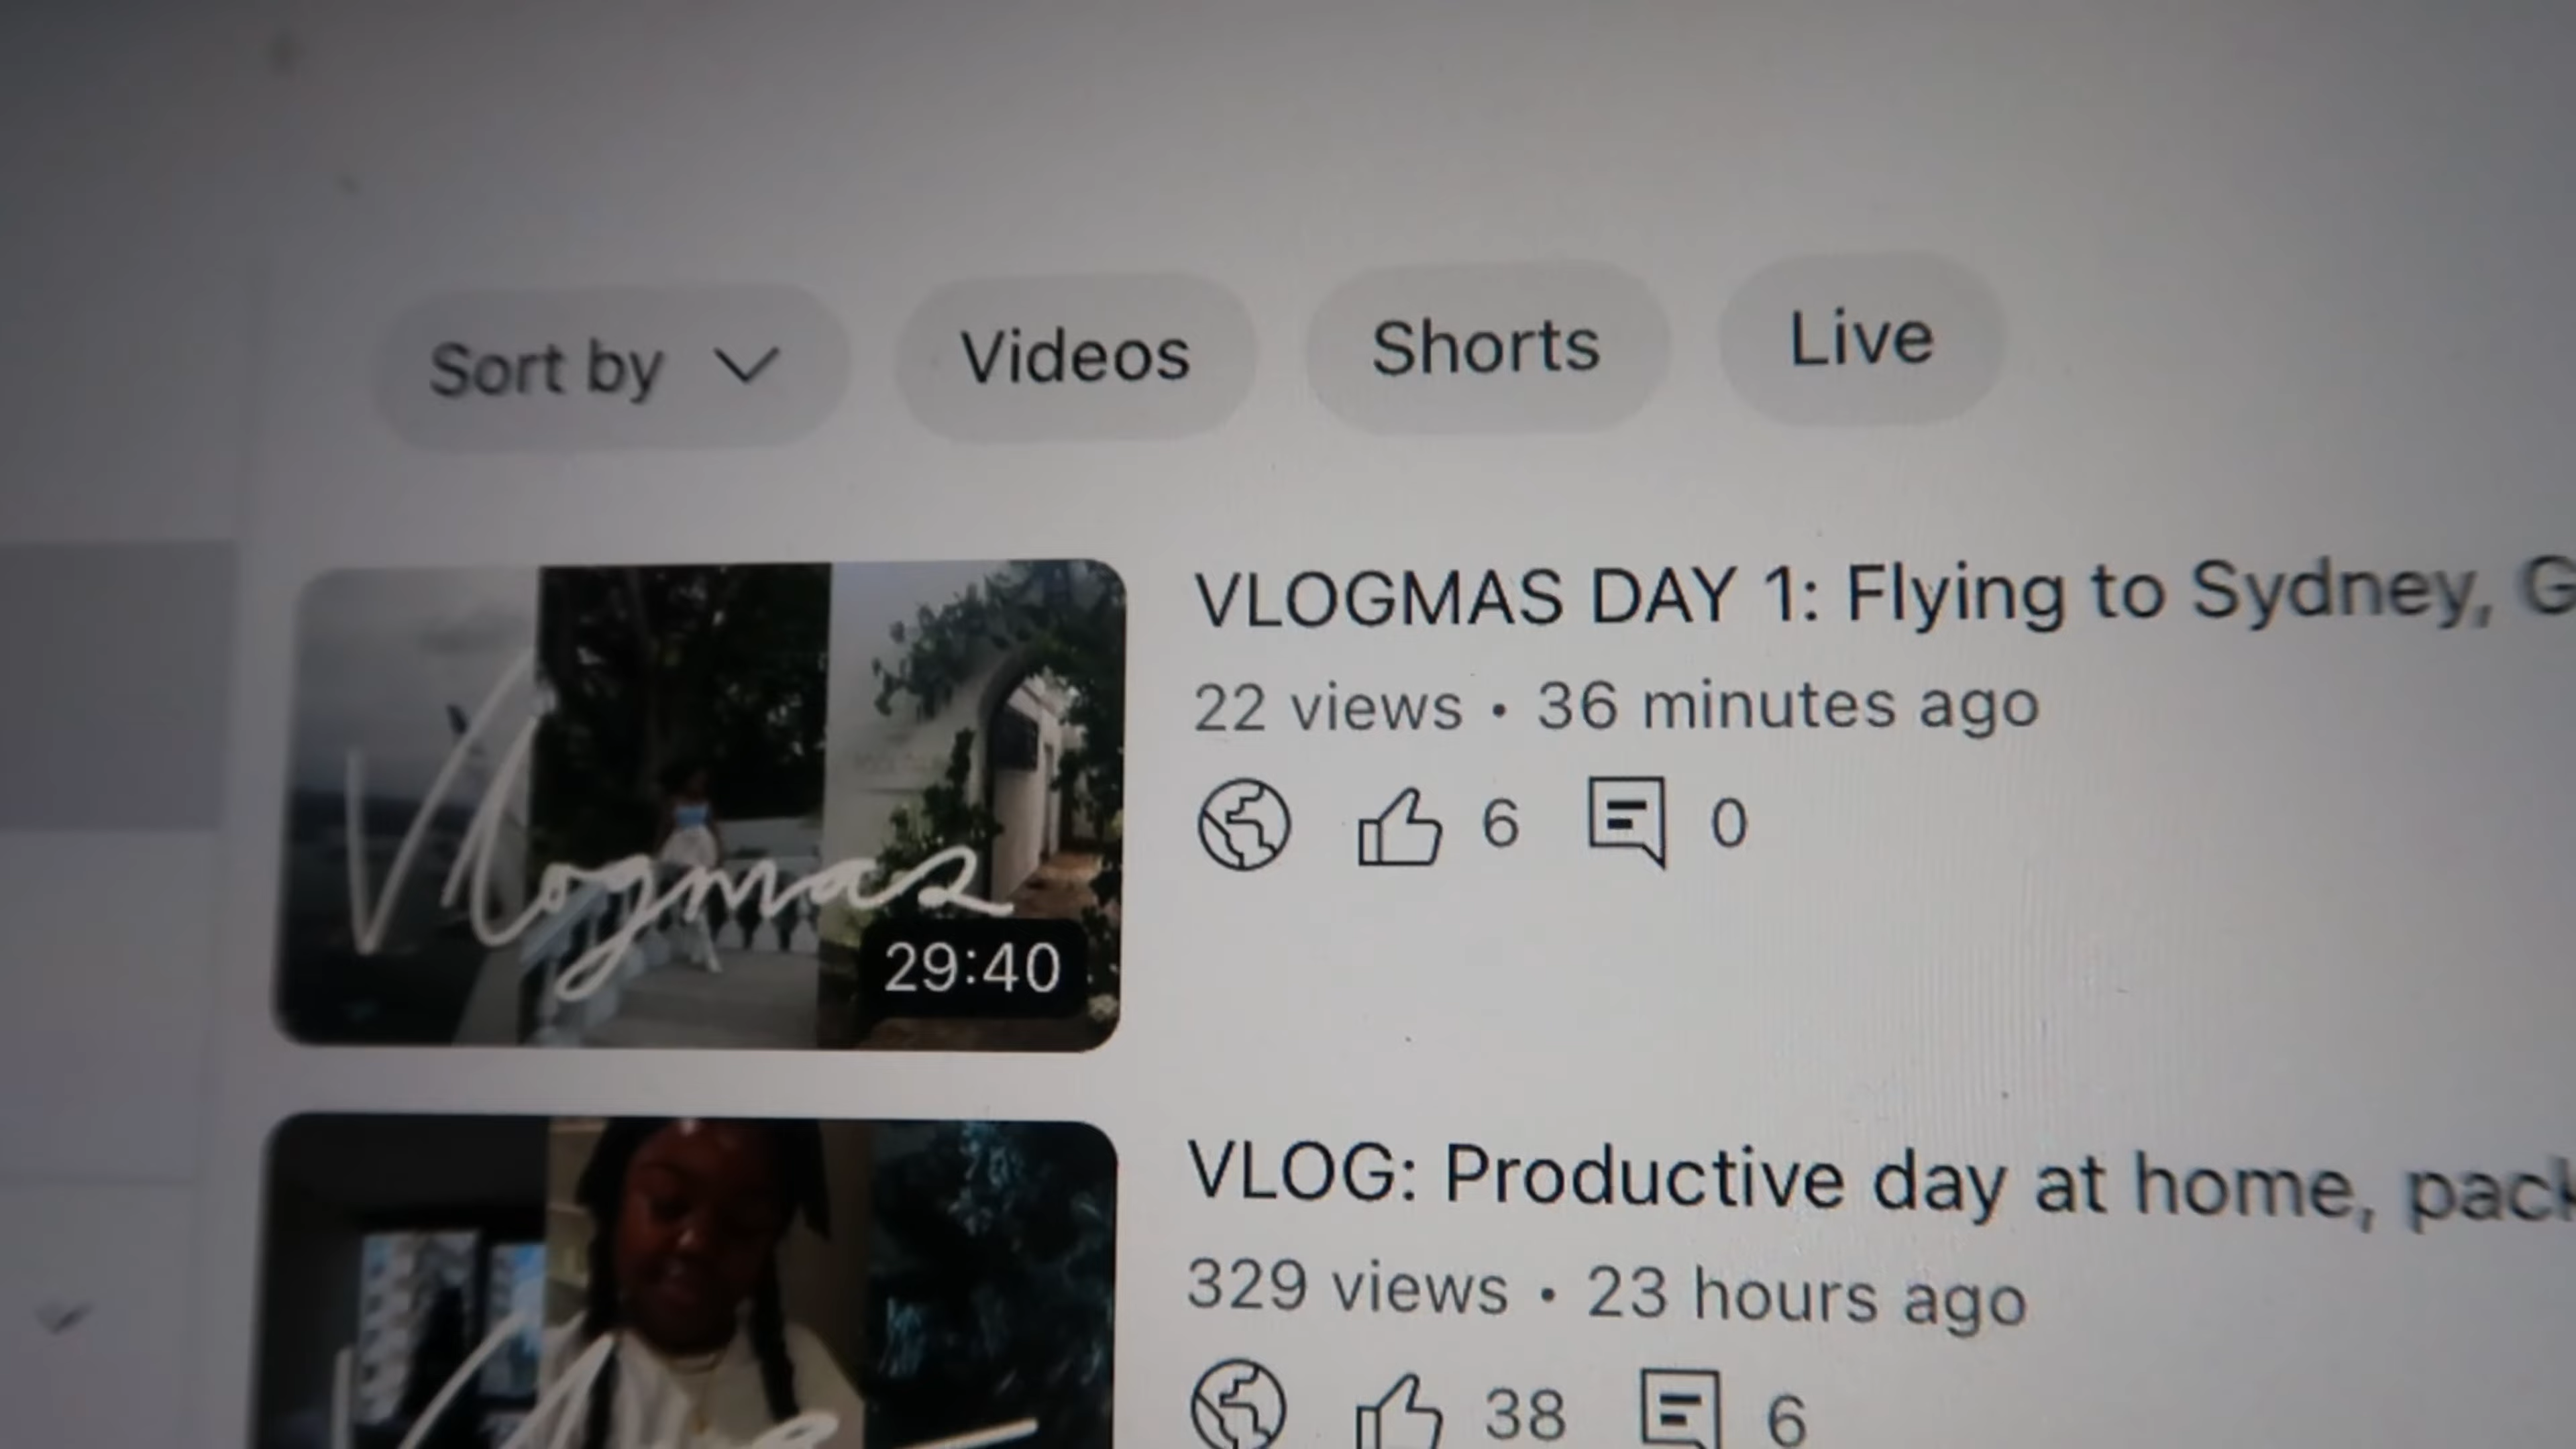 Sort by
Videos
Shorts
Live
VLOGMAS DAY 1: Flying to Sydney, G
22 views • 36 minutes ago
6
0
Vlogmas
29:40
VLOG: Productive day at home, pack
329 views • 23 hours ago
38
6